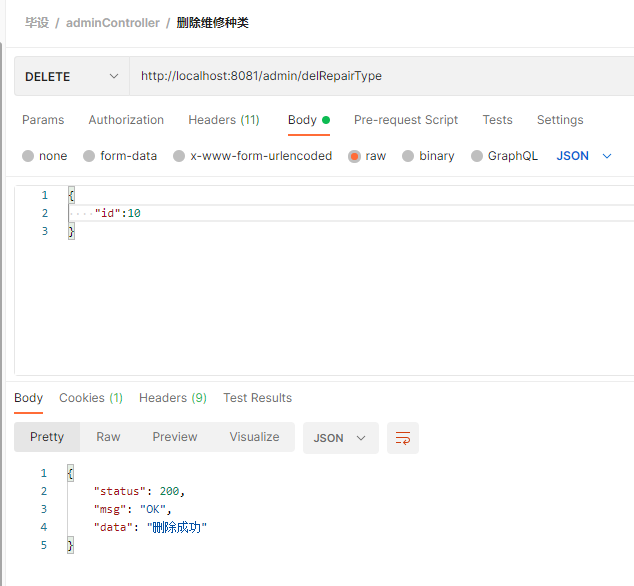 毕设 / adminController / 删除维修种类
DELETE http://localhost:8081/admin/delRepairType
Params Authorization Headers (11) Body Pre-request Script Tests Settings
none form-data x-www-form-urlencoded raw binary GraphQL JSON
1 {
2 "id":10
3 }
Body Cookies (1) Headers (9) Test Results
Pretty Raw Preview Visualize JSON
1 {
2 "status": 200,
3 "msg": "OK",
4 "data": "删除成功"
5 }